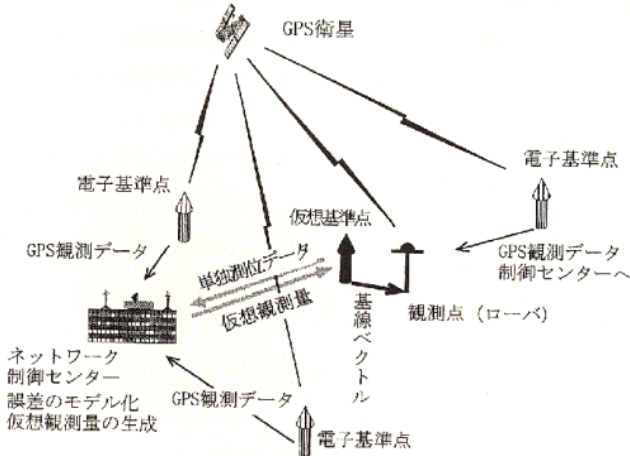 GPS衛星
電子基準点
電子基準点
仮想基準点
GPS観測データ
単独測位データ
GPS観測データ
制御センターへ
仮想観測量
観測点 (ローバ)
基線ベクトル
ネットワーク
制御センター
誤差のモデル化
仮想観測量の生成
GPS観測データ
電子基準点